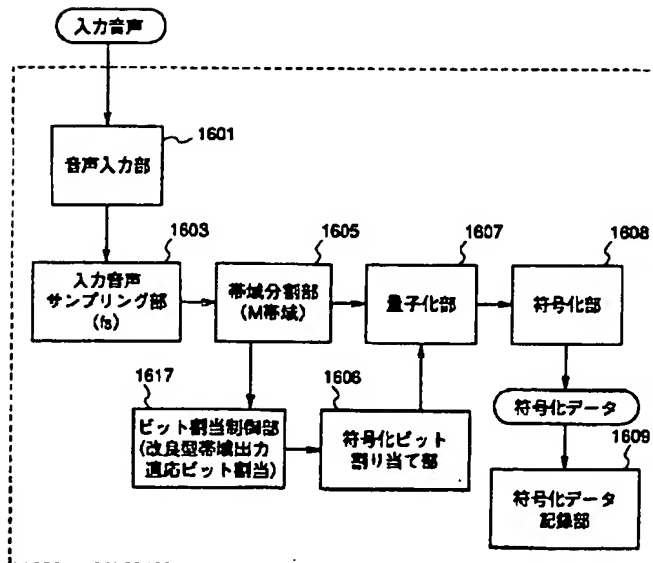 入力音声
1601
音声入力部
1603
入力音声
サンプリング部
(fs)
1605
帯域分割部
(M帯域)
1607
量子化部
1608
符号化部
1617
ビット割当制御部
(改良型帯域出力
適応ビット割当)
1606
符号化ビット
割り当て部
符号化データ
1609
符号化データ
記録部